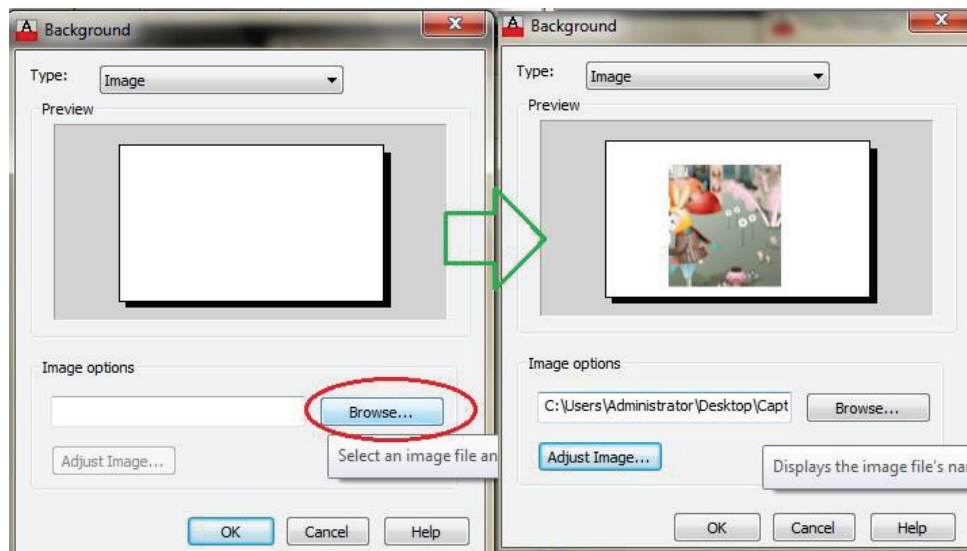 Background
Type: Image
Preview
Image options
Browse...
Select an image file an
Adjust Image...
OK Cancel Help
Background
Type: Image
Preview
Image options
C:\Users\Administrator\Desktop\Capt Browse...
Adjust Image...
Displays the image file's na
OK Cancel Help